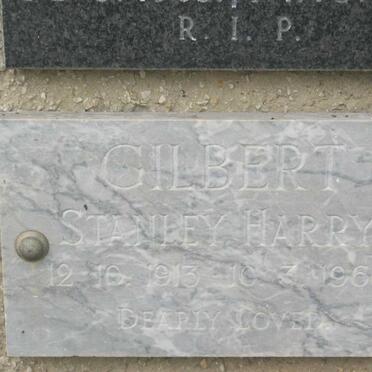 R. I. P.
GILBERT
STANLEY HARRY
12 · 10 · 1913 – 10 · 3 · 196
DEARLY LOVED.